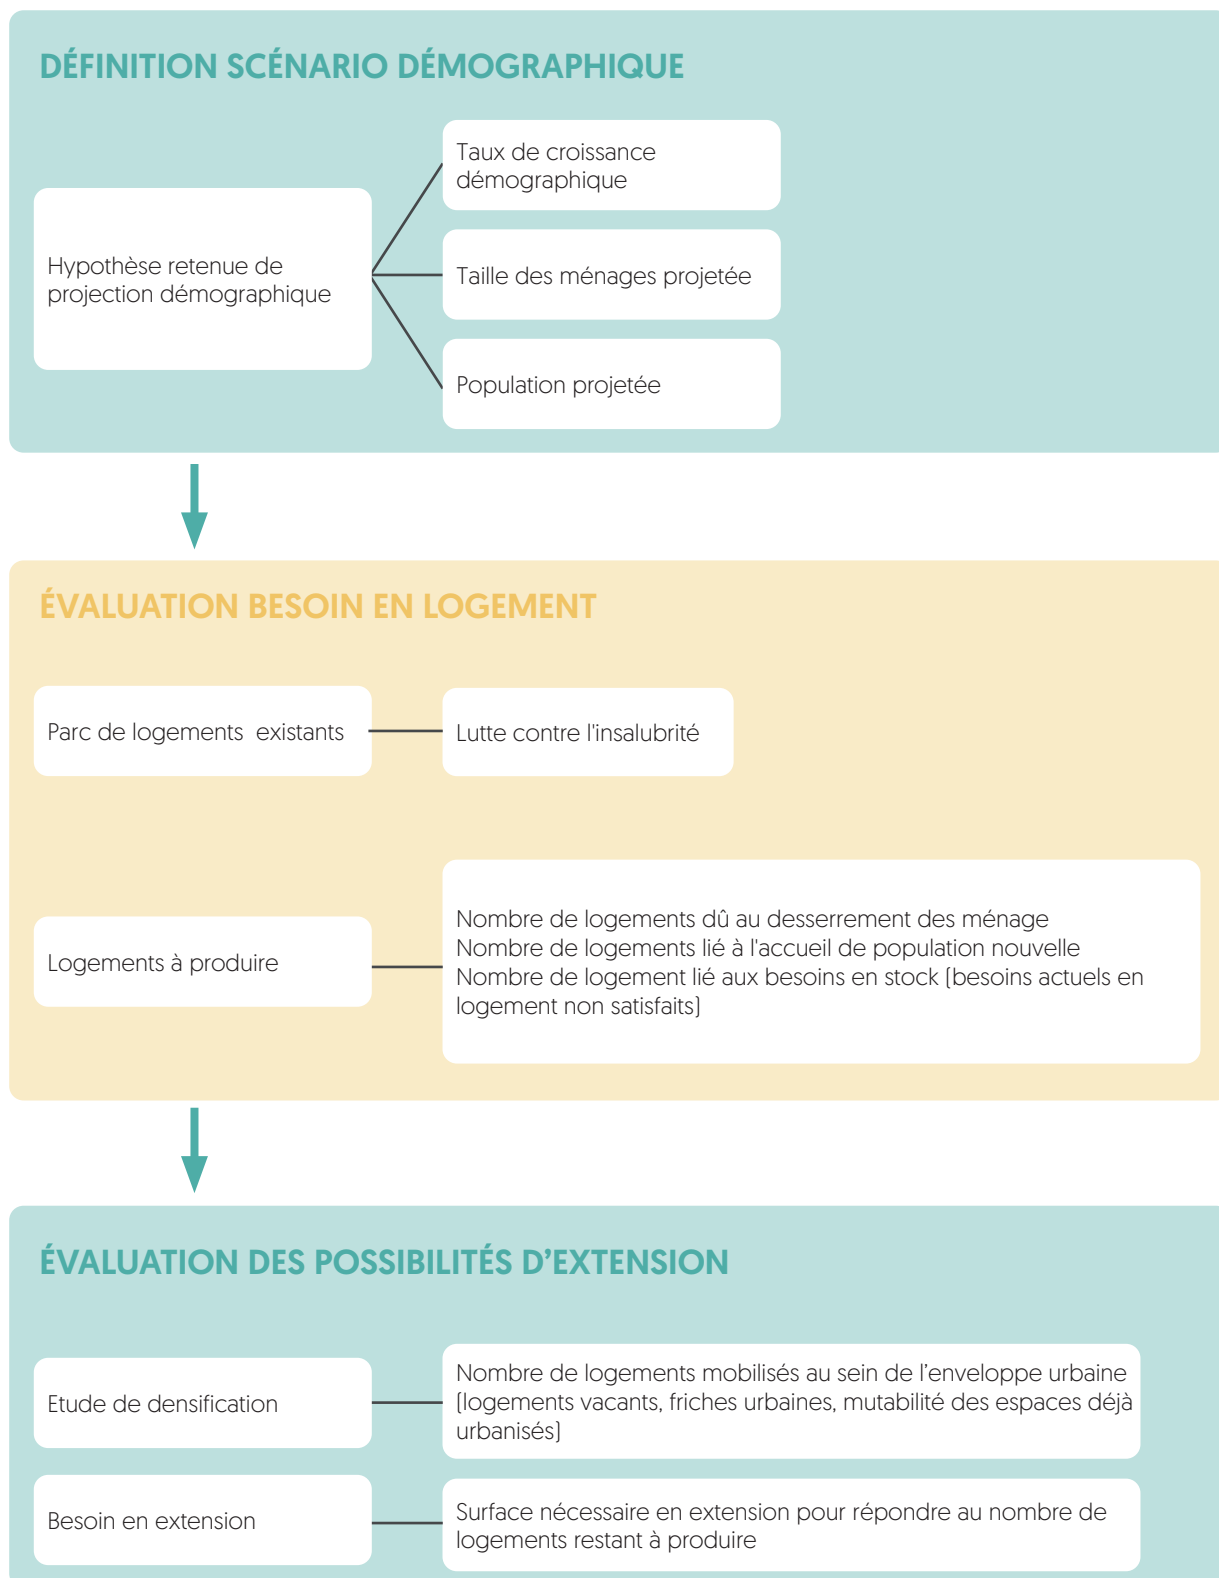 DÉFINITION SCÉNARIO DÉMOGRAPHIQUE
Hypothèse retenue de
projection démographique
Taux de croissance
démographique
Taille des ménages projetée
Population projetée
ÉVALUATION BESOIN EN LOGEMENT
Parc de logements  existants
Lutte contre l'insalubrité
Logements à produire
Nombre de logements dû au desserrement des ménage
Nombre de logements lié à l'accueil de population nouvelle
Nombre de logement lié aux besoins en stock (besoins actuels en
logement non satisfaits)
ÉVALUATION DES POSSIBILITÉS D’EXTENSION
Etude de densification
Nombre de logements mobilisés au sein de l’enveloppe urbaine
(logements vacants, friches urbaines, mutabilité des espaces déjà
urbanisés)
Besoin en extension
Surface nécessaire en extension pour répondre au nombre de
logements restant à produire